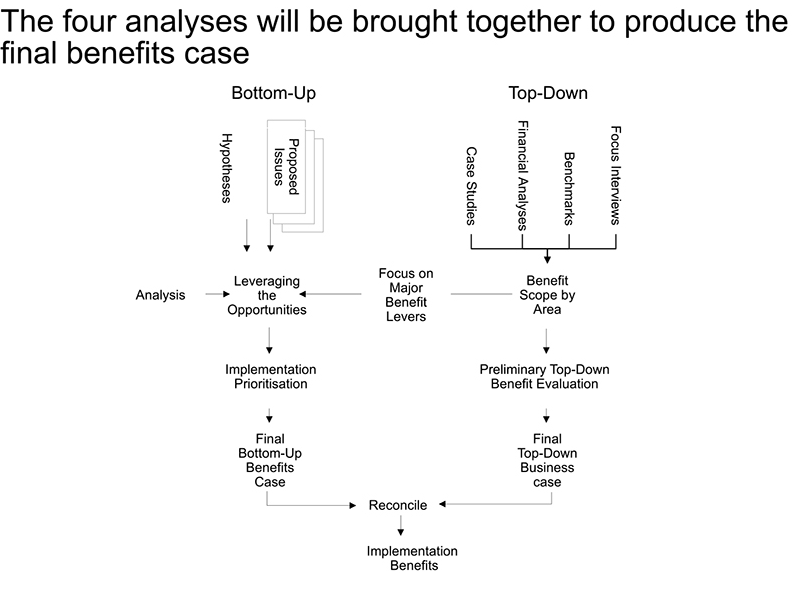 The four analyses will be brought together to produce the
final benefits case
Bottom-Up
Top-Down
Hypotheses
Proposed
Issues
Case Studies
Financial Analyses
Benchmarks
Focus Interviews
Analysis
Leveraging
the
Opportunities
Focus on
Major
Benefit
Levers
Benefit
Scope by
Area
Implementation
Prioritisation
Preliminary Top-Down
Benefit Evaluation
Final
Bottom-Up
Benefits
Case
Final
Top-Down
Business
case
Reconcile
Implementation
Benefits